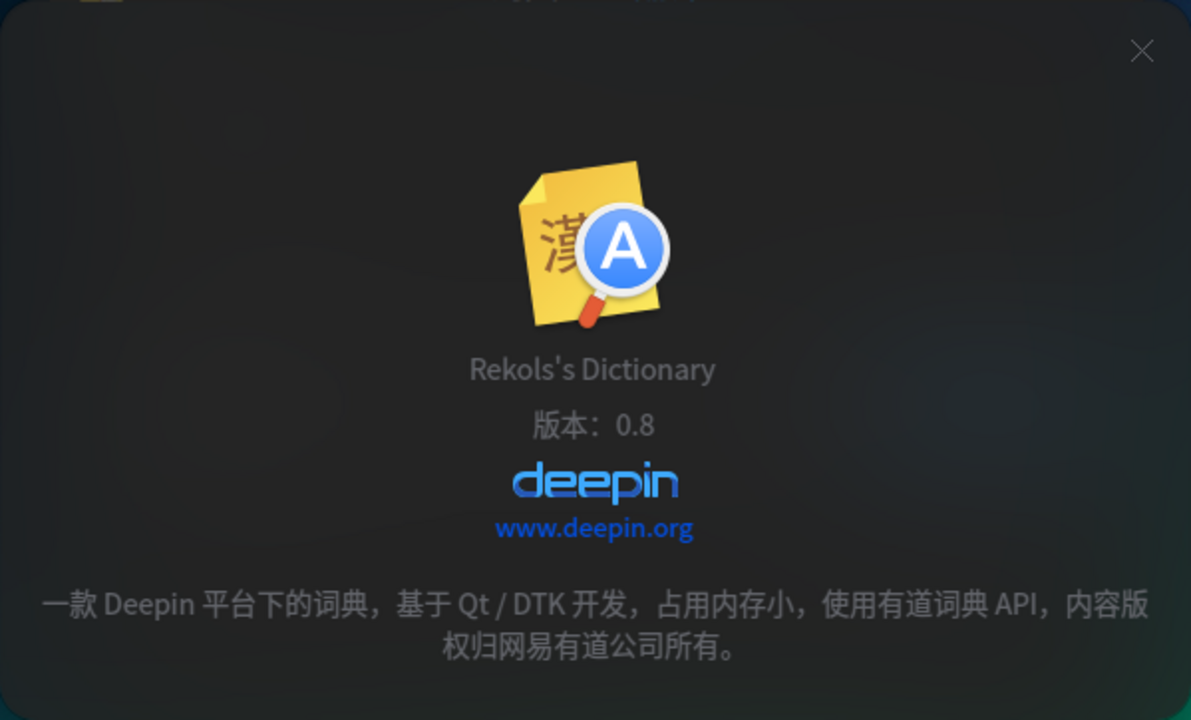 漢
A
Rekols's Dictionary
版本：0.8
deepin
www.deepin.org
一款 Deepin 平台下的词典，基于 Qt / DTK 开发，占用内存小，使用有道词典 API，内容版
权归网易有道公司所有。